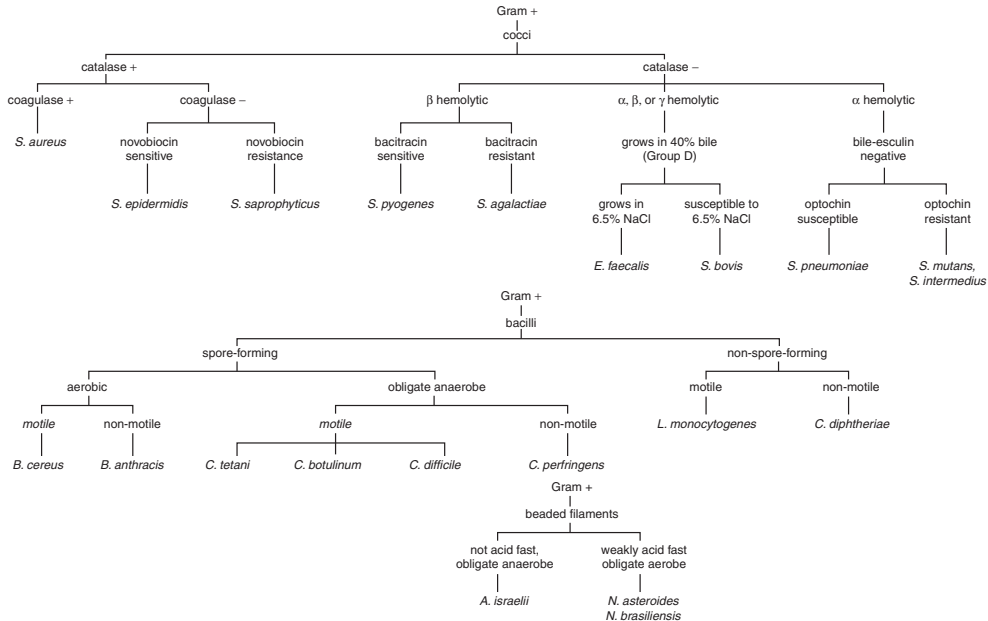 Gram +
cocci
catalase +
catalase –
coagulase +
coagulase –
β hemolytic
α, β, or γ hemolytic
α hemolytic
S. aureus
novobiocin
sensitive
novobiocin
resistance
bacitracin
sensitive
bacitracin
resistant
grows in 40% bile
(Group D)
bile-esculin
negative
S. epidermidis
S. saprophyticus
S. pyogenes
S. agalactiae
grows in
6.5% NaCl
susceptible to
6.5% NaCl
optochin
susceptible
optochin
resistant
E. faecalis
S. bovis
S. pneumoniae
S. mutans,
S. intermedius
Gram +
bacilli
spore-forming
non-spore-forming
aerobic
obligate anaerobe
motile
non-motile
motile
non-motile
motile
non-motile
L. monocytogenes
C. diphtheriae
B. cereus
B. anthracis
C. tetani
C. botulinum
C. difficile
C. perfringens
Gram +
beaded filaments
not acid fast,
obligate anaerobe
weakly acid fast
obligate aerobe
A. israelii
N. asteroides
N. brasiliensis